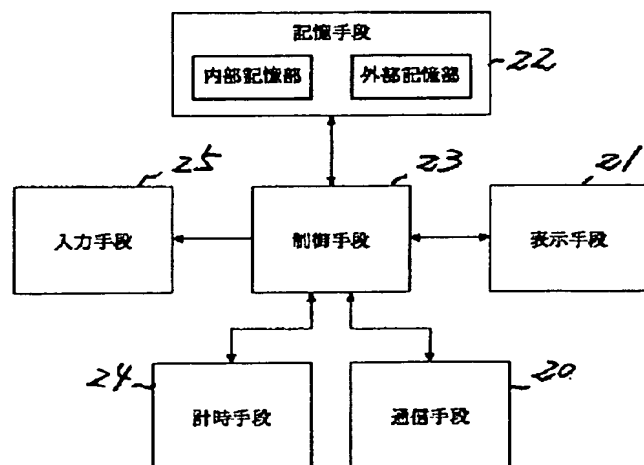 記憶手段
内部記憶部 外部記憶部
22
25
23
21
入力手段
制御手段
表示手段
24
20
計時手段
通信手段